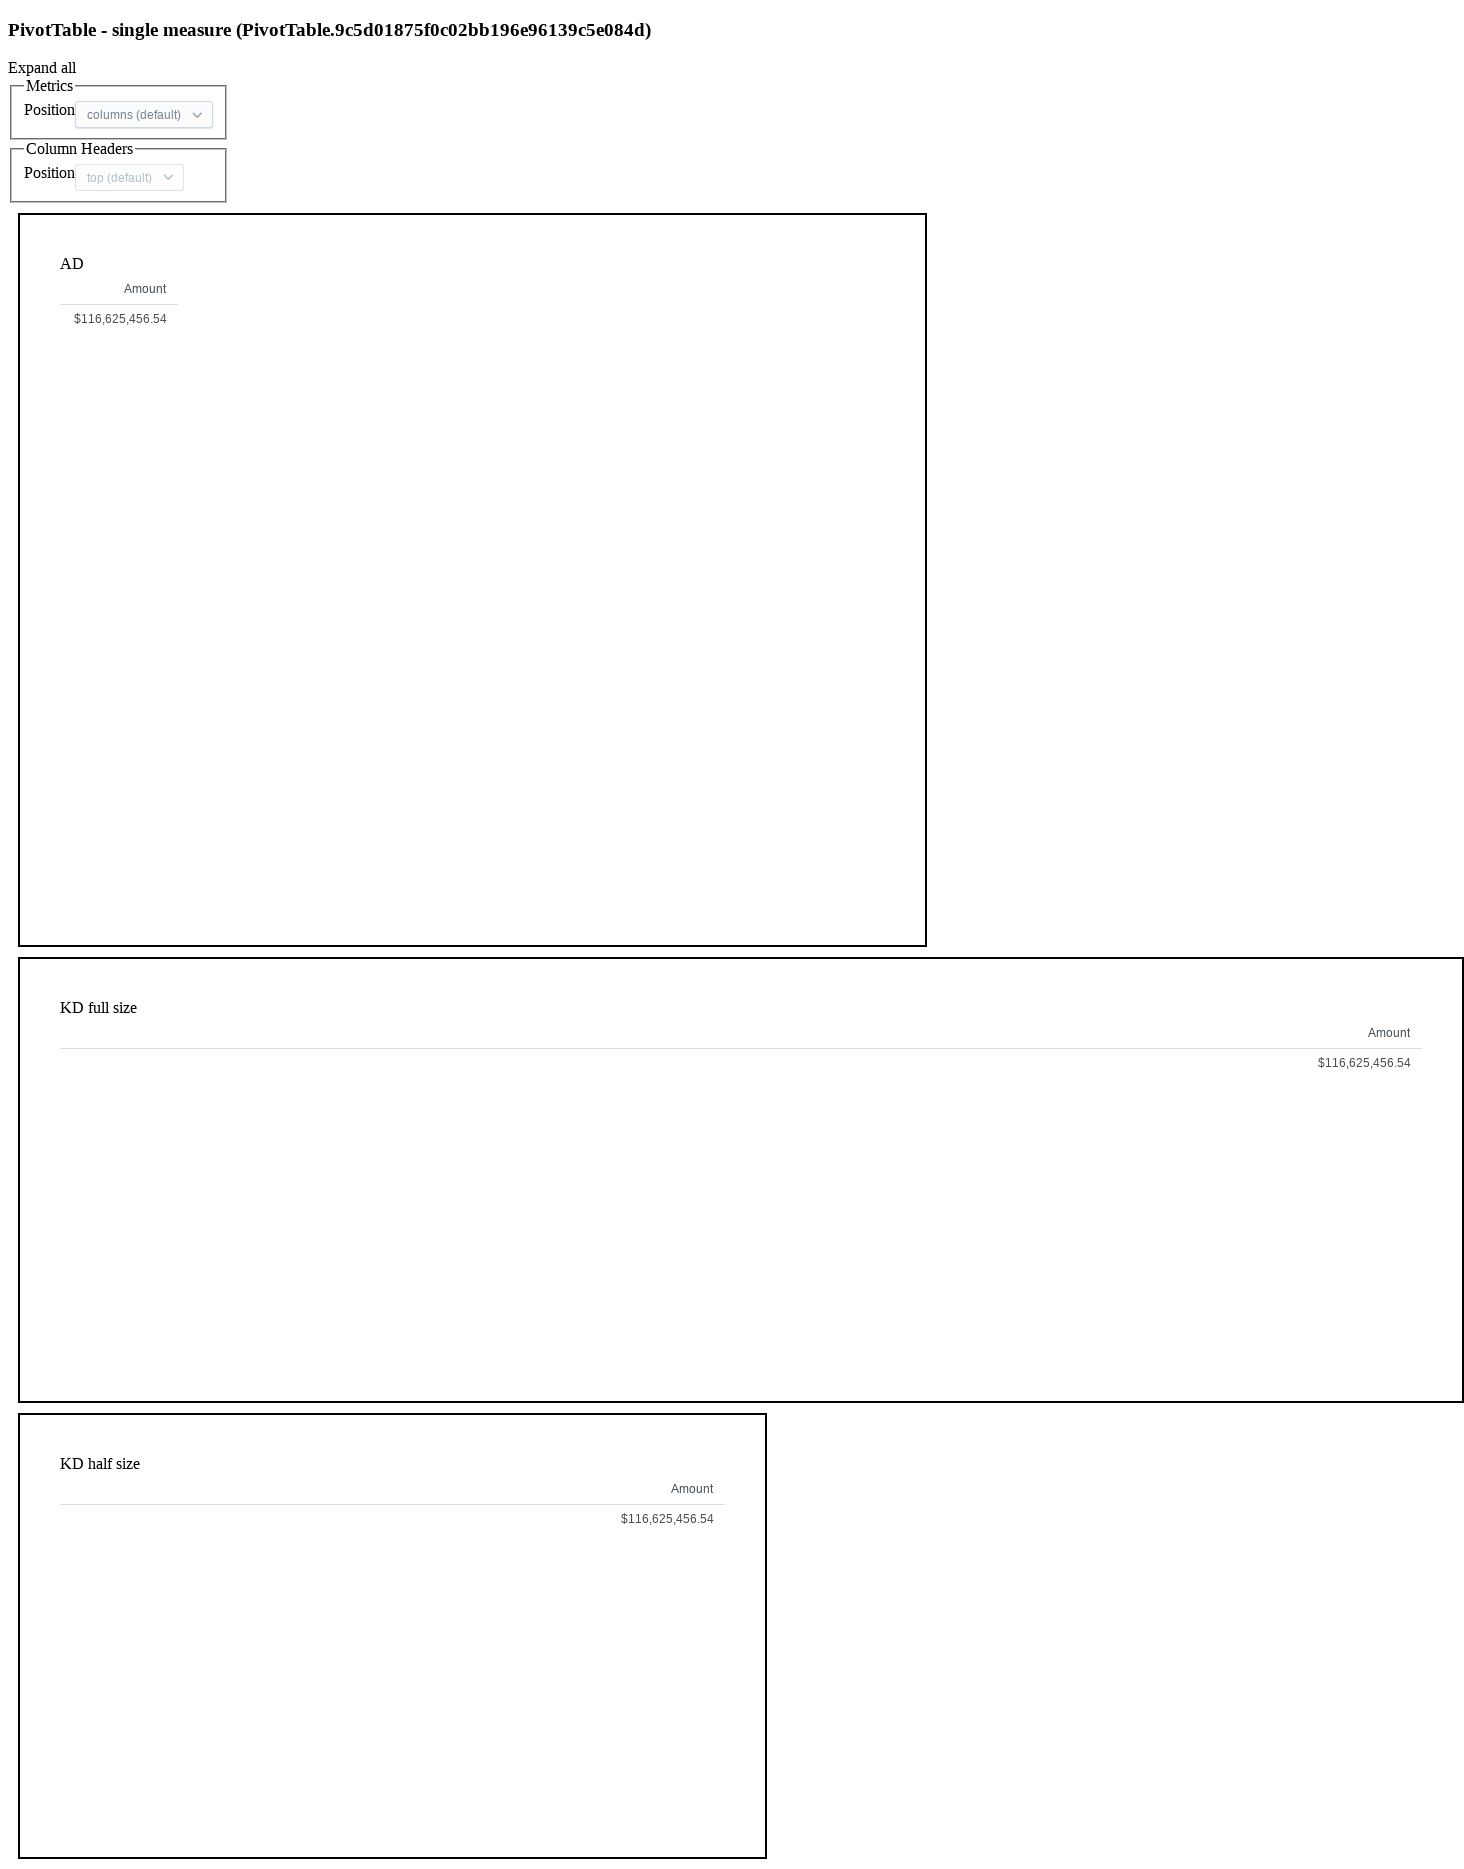 PivotTable - single measure (PivotTable.9c5d01875f0c02bb196e96139c5e084d)
Expand all
Metrics
Position columns (default)
Column Headers
Position top (default)
AD
Amount
$116,625,456.54
KD full size
Amount
$116,625,456.54
KD half size
Amount
$116,625,456.54